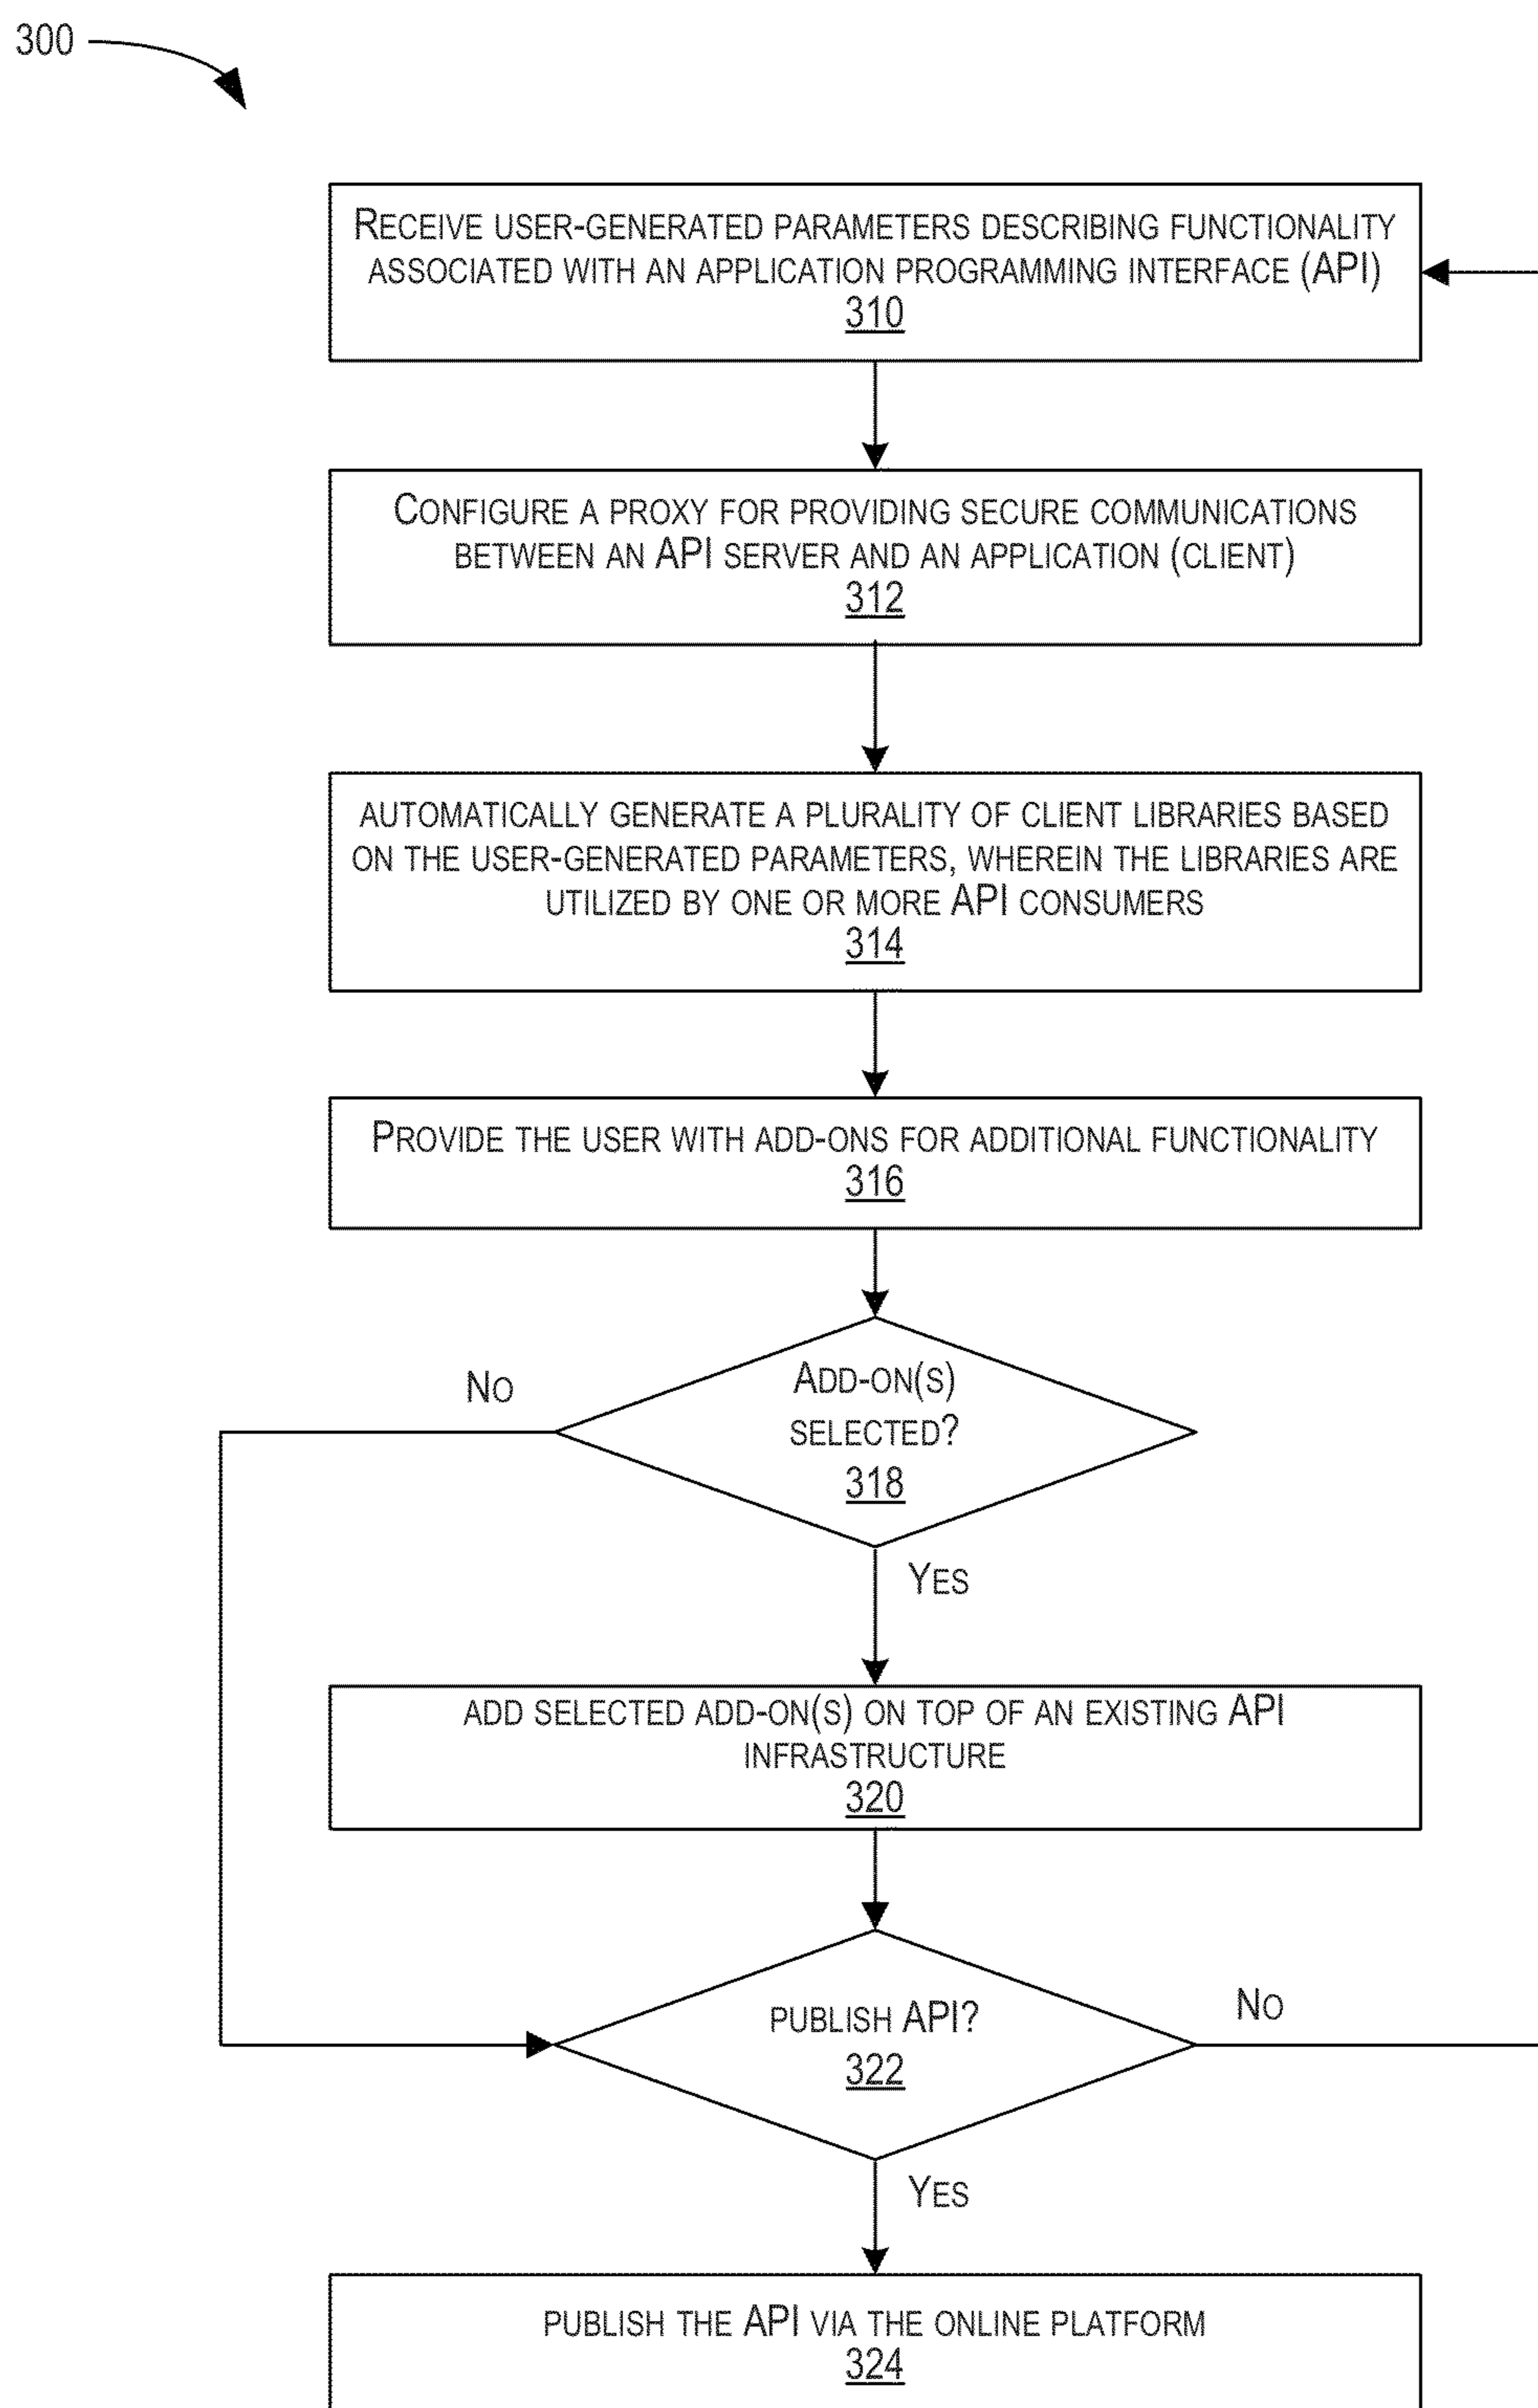 300
RECEIVE USER-GENERATED PARAMETERS DESCRIBING FUNCTIONALITY
ASSOCIATED WITH AN APPLICATION PROGRAMMING INTERFACE (API)
310
CONFIGURE A PROXY FOR PROVIDING SECURE COMMUNICATIONS
BETWEEN AN API SERVER AND AN APPLICATION (CLIENT)
312
AUTOMATICALLY GENERATE A PLURALITY OF CLIENT LIBRARIES BASED
ON THE USER-GENERATED PARAMETERS, WHEREIN THE LIBRARIES ARE
UTILIZED BY ONE OR MORE API CONSUMERS
314
PROVIDE THE USER WITH ADD-ONS FOR ADDITIONAL FUNCTIONALITY
316
NO
ADD-ON(S)
SELECTED?
318
YES
ADD SELECTED ADD-ON(S) ON TOP OF AN EXISTING API
INFRASTRUCTURE
320
PUBLISH API?
322
NO
YES
PUBLISH THE API VIA THE ONLINE PLATFORM
324